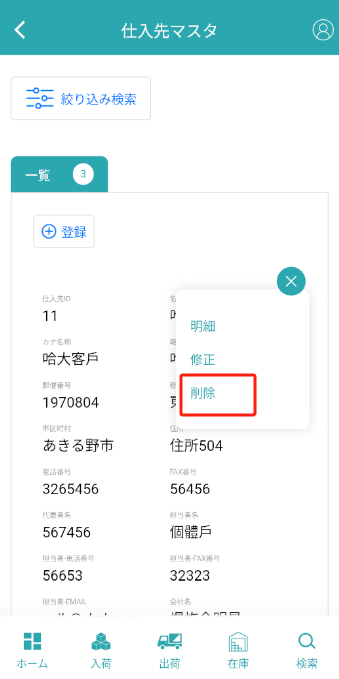 仕入先マスタ
絞り込み検索
一覧 3
登録
仕入先ID
11
カナ名称
哈大客戶
郵便番号
1970804
市区町村 住所
あきる野市 住所504
電話番号 FAX番号
3265456 56456
代表者名 担当者名
567456 個體戶
担当者-電話番号 担当者-FAX番号
56653 32323
担当者-EMAIL 会社名
明細
修正
削除
ホーム 入荷 出荷 在庫 検索